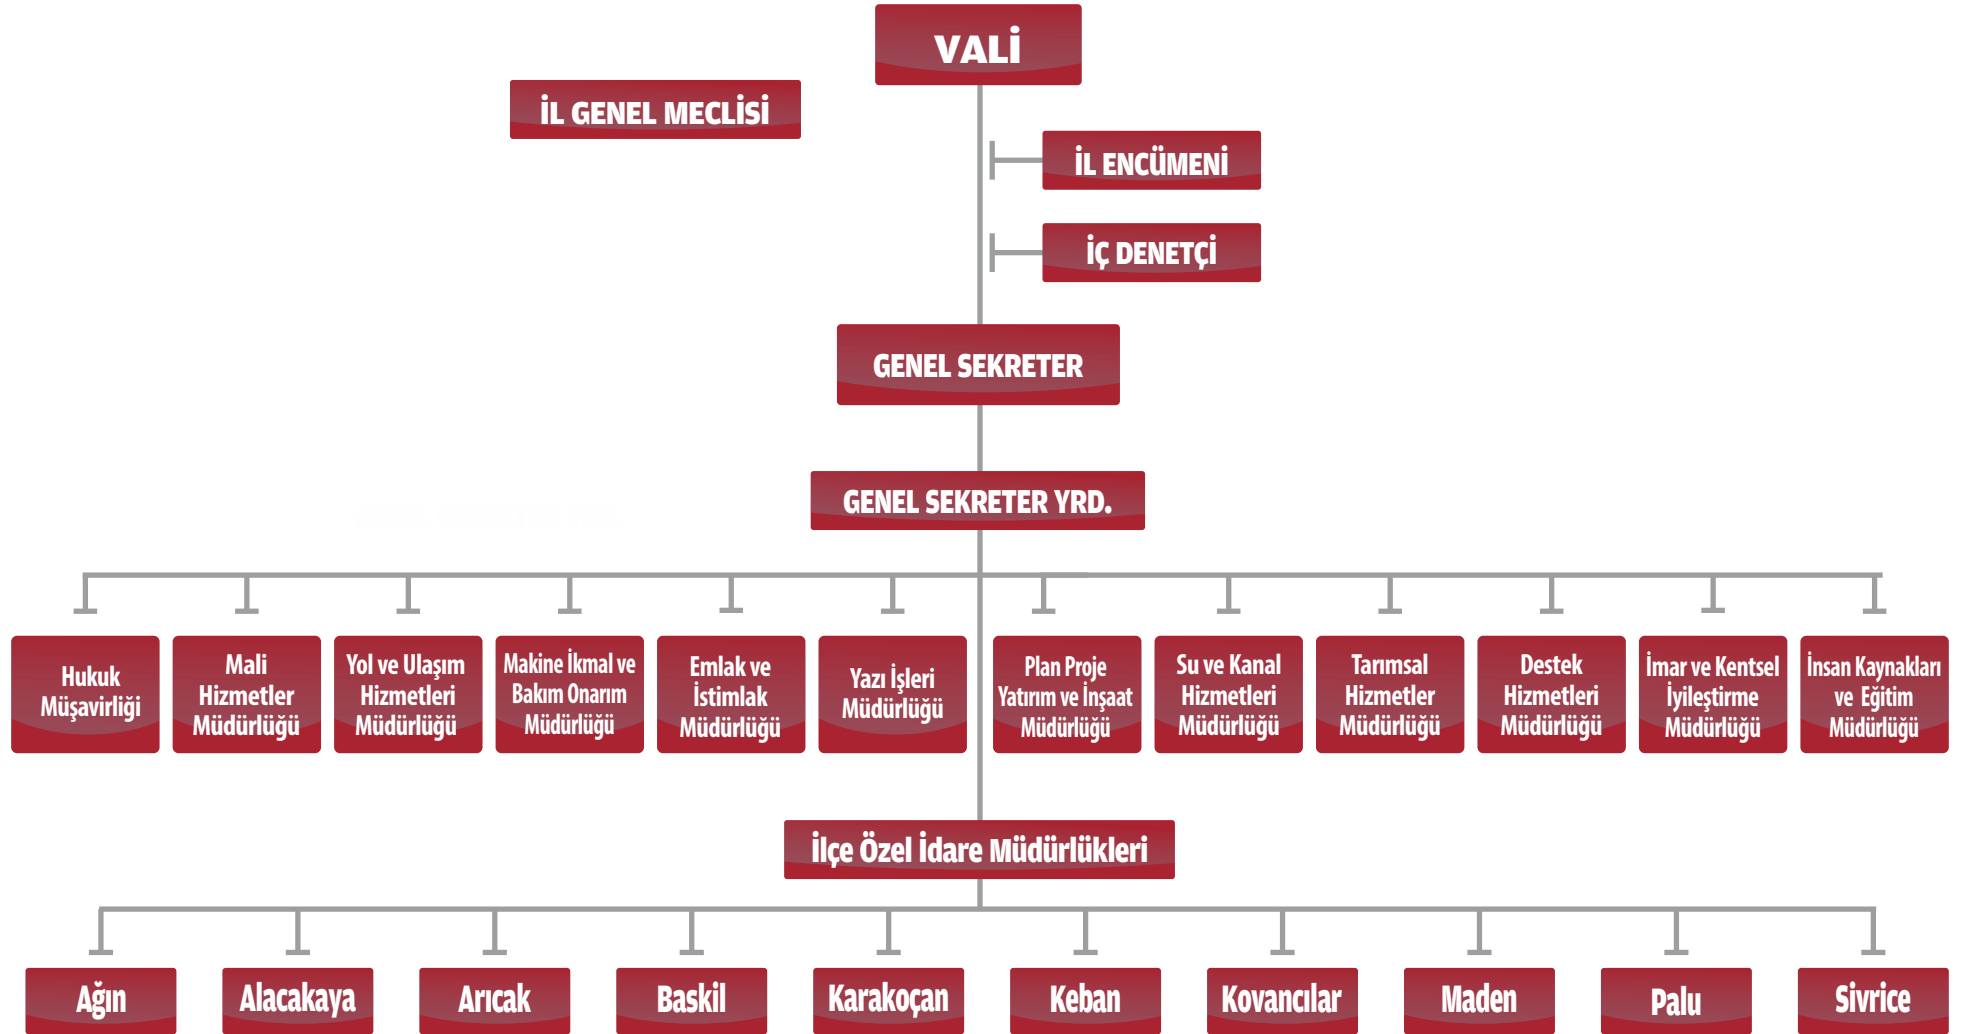 VALİ
İL GENEL MECLİSİ
İL ENCÜMENİ
İÇ DENETÇİ
GENEL SEKRETER
GENEL SEKRETER YRD.
Hukuk
Müşavirliği
Mali
Hizmetler
Müdürlüğü
Yol ve Ulaşım
Hizmetleri
Müdürlüğü
Makine İkmal ve
Bakım Onarım
Müdürlüğü
Emlak ve
İstimlak
Müdürlüğü
Yazı İşleri
Müdürlüğü
Plan Proje
Yatırım ve İnşaat
Müdürlüğü
Su ve Kanal
Hizmetleri
Müdürlüğü
Tarımsal
Hizmetler
Müdürlüğü
Destek
Hizmetleri
Müdürlüğü
İmar ve Kentsel
İyileştirme
Müdürlüğü
İnsan Kaynakları
ve Eğitim
Müdürlüğü
İlçe Özel İdare Müdürlükleri
Ağın
Alacakaya
Arıcak
Baskil
Karakoçan
Keban
Kovancılar
Maden
Palu
Sivrice